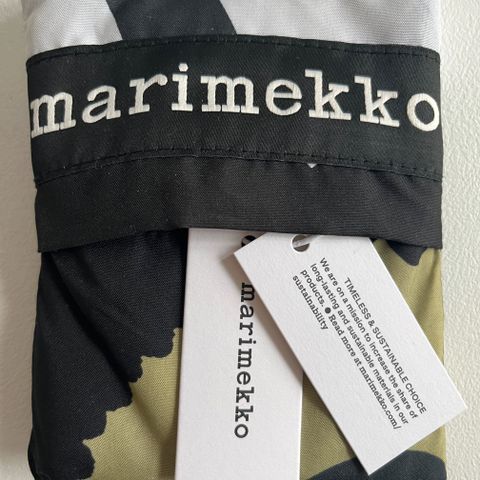 marimekko
marimekko
TIMELESS & SUSTAINABLE CHOICE
We are on a mission to increase the share of
long-lasting and sustainable materials in our
products. ● Read more at marimekko.com/
sustainability